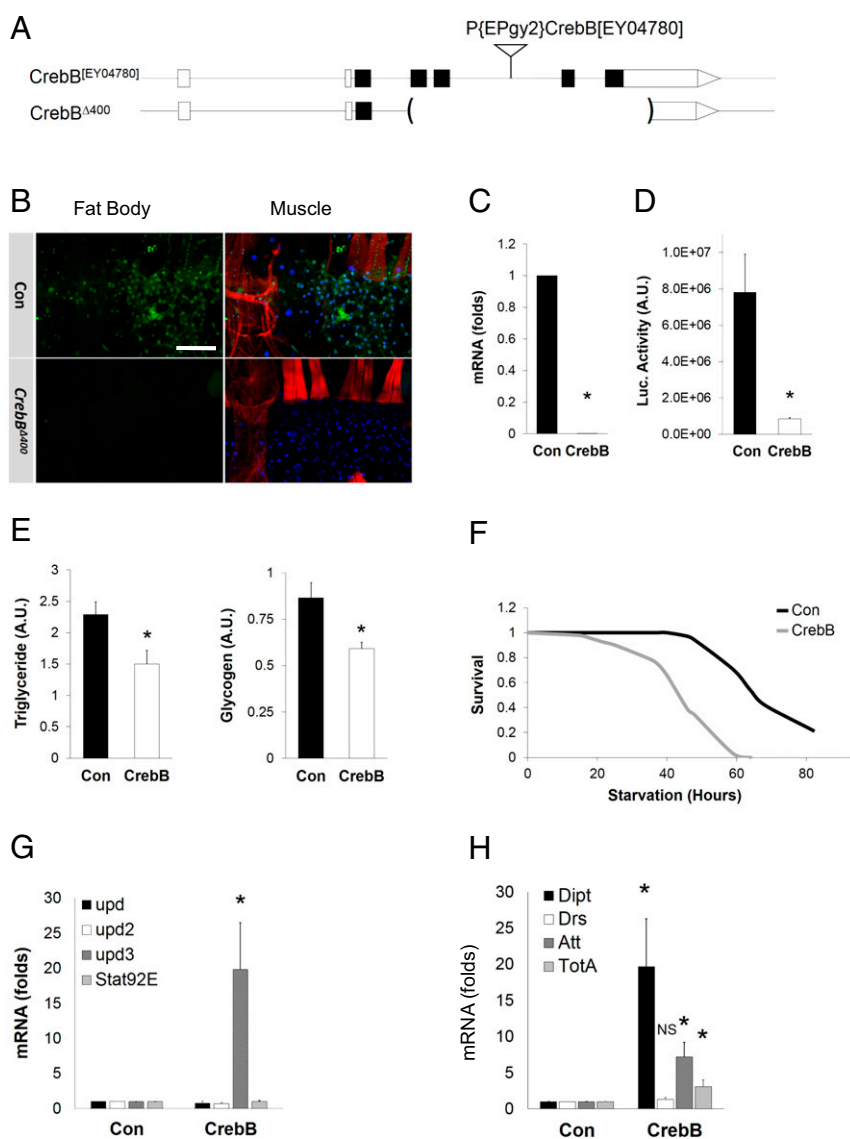 A
P{EPgy2}CrebB[EY04780]
CrebB[EY04780]
CrebBΔ400
(
)
B
Fat Body
Muscle
Con
CrebBΔ400
C
mRNA (folds)
1.2
1
0.8
0.6
0.4
0.2
0
*
Con CrebB
D
Luc. Activity (A.U.)
1.0E+07
8.0E+06
6.0E+06
4.0E+06
2.0E+06
0.0E+00
*
Con CrebB
E
Triglyceride (A.U.)
2.5
2
1.5
1
0.5
0
*
Con CrebB
Glycogen (A.U.)
1
0.75
0.5
0.25
0
*
Con CrebB
F
Survival
1.2
1
0.8
0.6
0.4
0.2
0
Con
CrebB
0 20 40 60 80
Starvation (Hours)
G
mRNA (folds)
30
25
20
15
10
5
0
upd
upd2
upd3
Stat92E
*
Con CrebB
H
mRNA (folds)
30
25
20
15
10
5
0
Dipt
Drs
Att
TotA
*
NS * *
Con CrebB